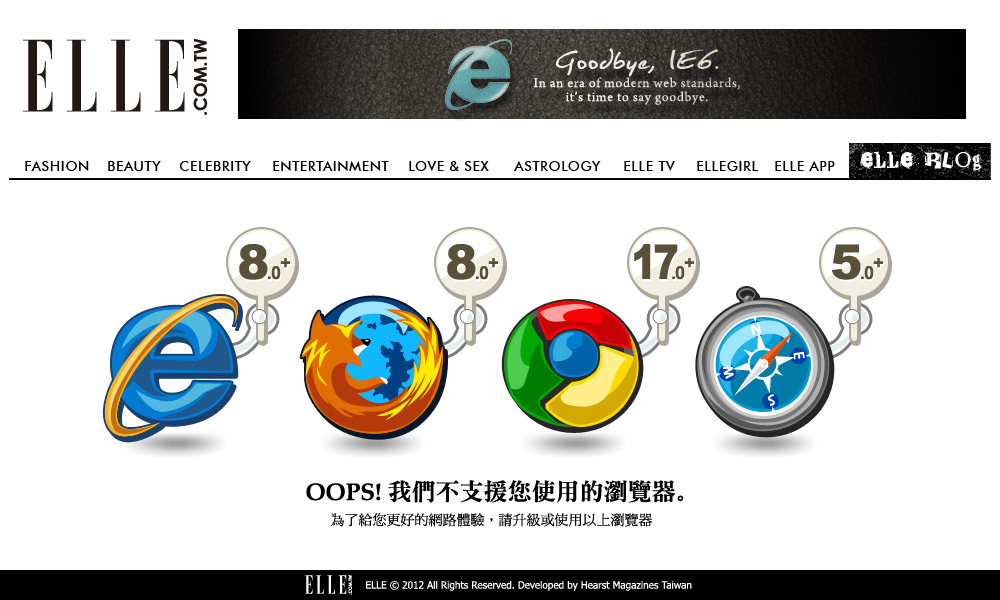 ELLE.COM.TW
Goodbye, IE6.
In an era of modern web standards,
it's time to say goodbye.
FASHION BEAUTY CELEBRITY ENTERTAINMENT LOVE & SEX ASTROLOGY ELLE TV ELLEGIRL ELLE APP ELLE BLOg
8.0+ 8.0+ 17.0+ 5.0+
N
E
W
S
OOPS! 我們不支援您使用的瀏覽器。
為了給您更好的網路體驗，請升級或使用以上瀏覽器
ELLE.COM.TW ELLE © 2012 All Rights Reserved. Developed by Hearst Magazines Taiwan